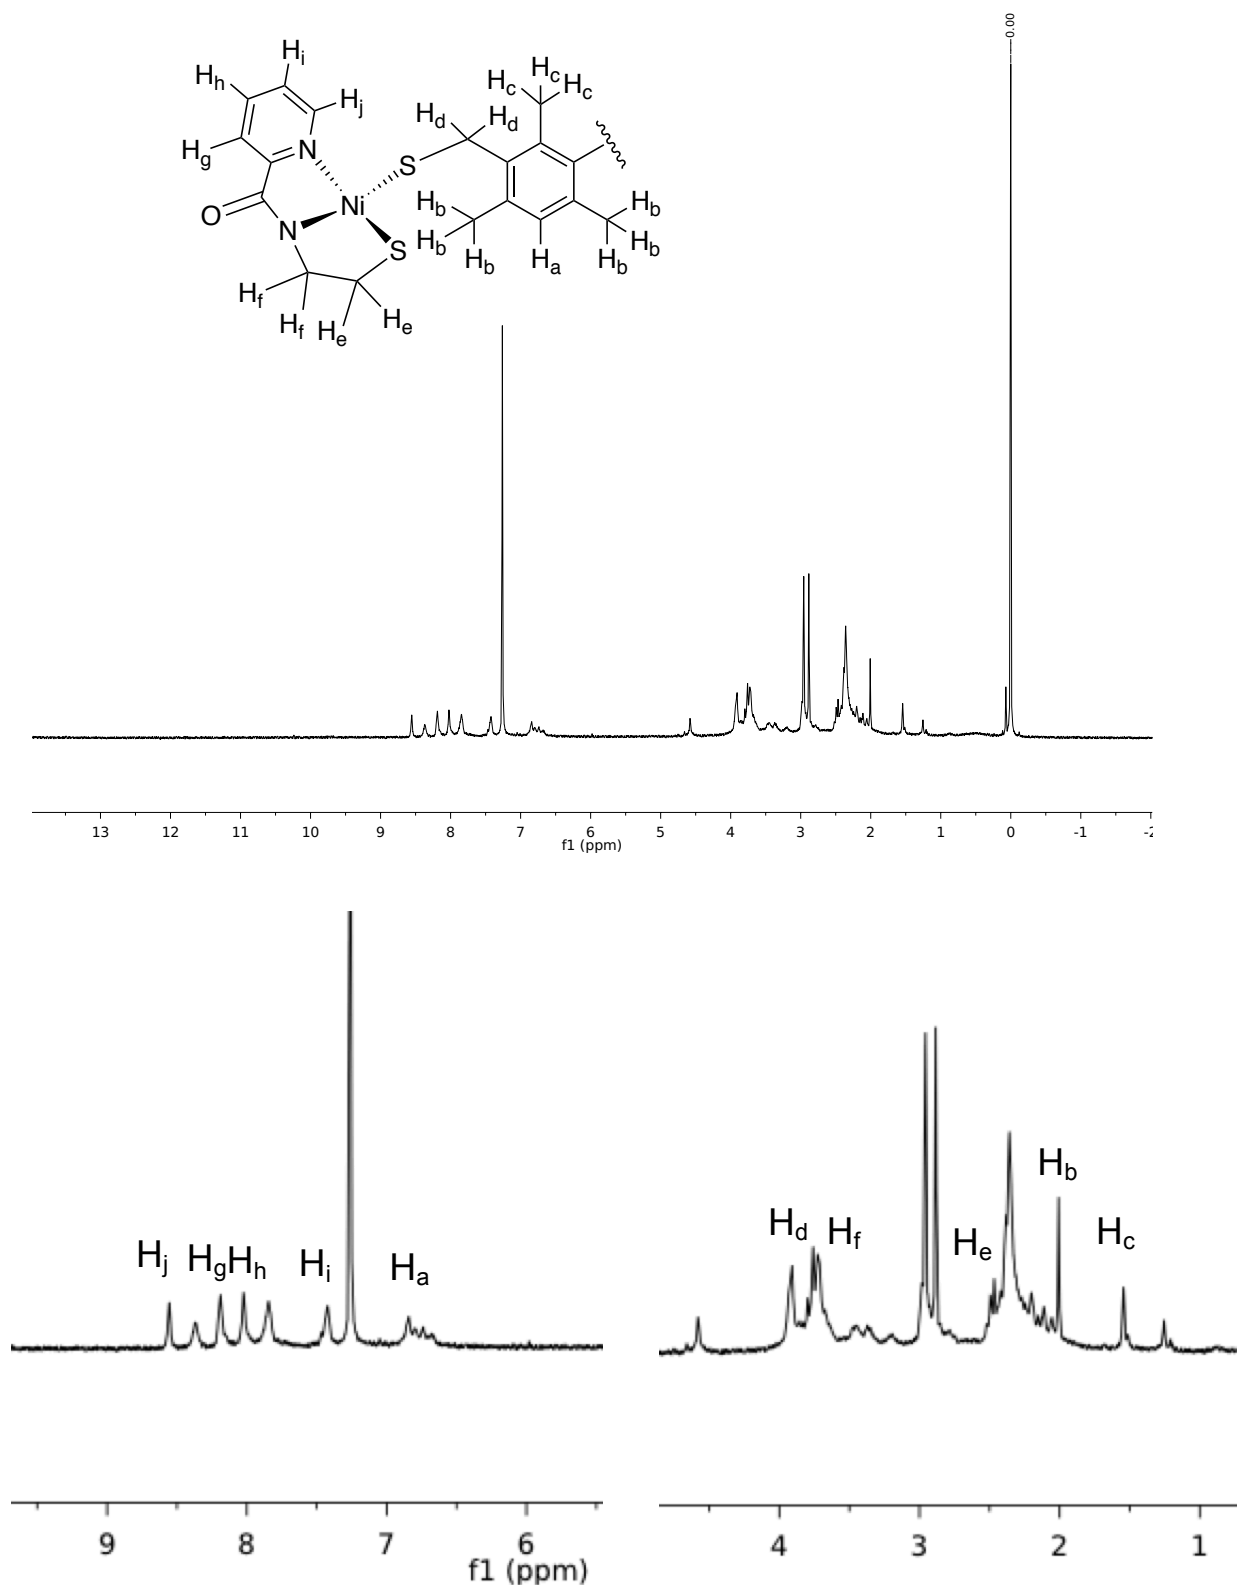 0.00
Hi
Hc
Hh
Hc
Hc
Hj
Hd
Hd
Hg
N
S
Ni
O
N
Hb
Hb
S
Hb
Hb
Hb
Ha
Hb
Hf
Hf
He
He
13 12 11 10 9 8 7 6 5 4 3 2 1 0 -1 -2
f1 (ppm)
Hj Hg Hh Hi Ha
9 8 7 6
f1 (ppm)
Hd Hf He Hb Hc
4 3 2 1